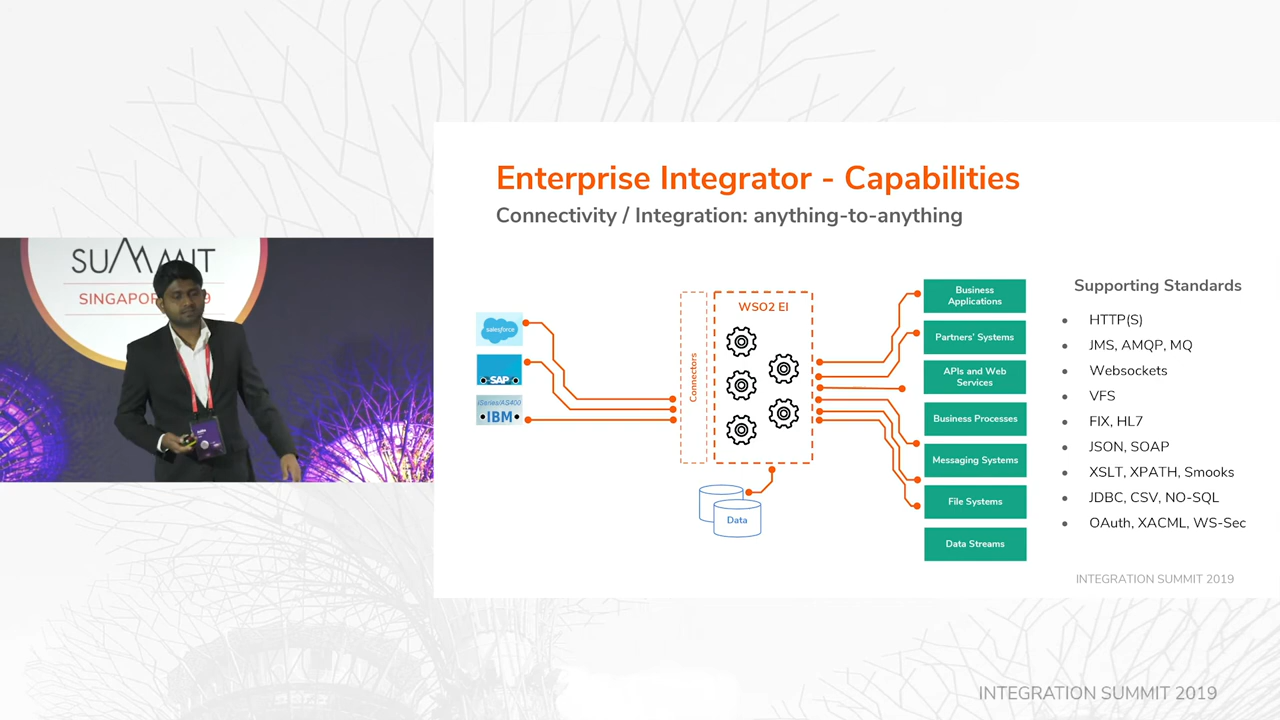 Enterprise Integrator - Capabilities
Connectivity / Integration: anything-to-anything
SUMMIT
SINGAPOR 9
salesforce
SAP
iSeries/AS400
IBM
Connectors
WSO2 EI
Data
Business
Applications
Partners' Systems
APIs and Web
Services
Business Processes
Messaging Systems
File Systems
Data Streams
Supporting Standards
• HTTP(S)
• JMS, AMQP, MQ
• Websockets
• VFS
• FIX, HL7
• JSON, SOAP
• XSLT, XPATH, Smooks
• JDBC, CSV, NO-SQL
• OAuth, XACML, WS-Sec
INTEGRATION SUMMIT 2019
INTEGRATION SUMMIT 2019